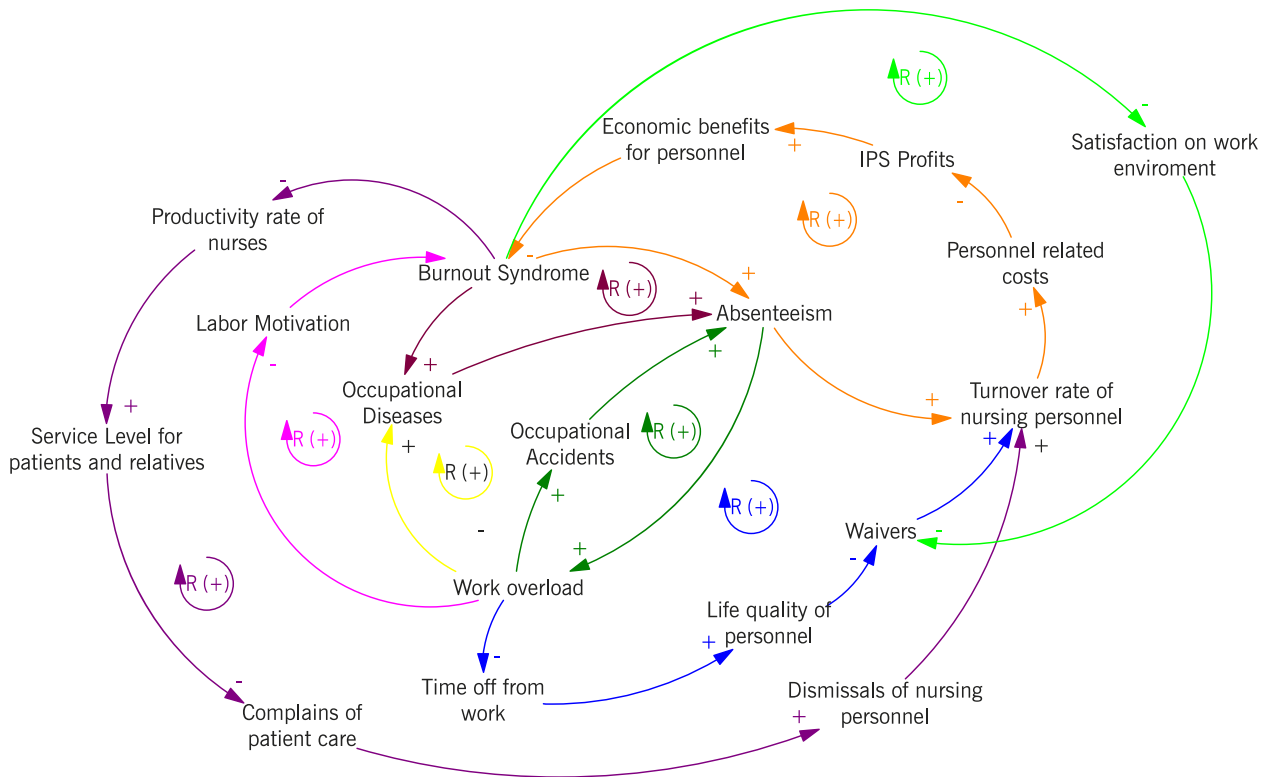 R (+)
-
Economic benefits
for personnel
+
IPS Profits
Satisfaction on work
enviroment
-
Productivity rate of
nurses
R (+)
-
Personnel related
costs
Burnout Syndrome
-
+
R (+)
+
Absenteeism
+
Labor Motivation
-
+
+
Occupational
Diseases
+
Turnover rate of
nursing personnel
+
Service Level for
patients and relatives
R (+)
+
Occupational
Accidents
R (+)
+
+
R (+)
+
R (+)
-
Waivers
-
+
Work overload
-
R (+)
Life quality of
personnel
+
-
Time off from
work
-
Complains of
patient care
Dismissals of nursing
personnel
+